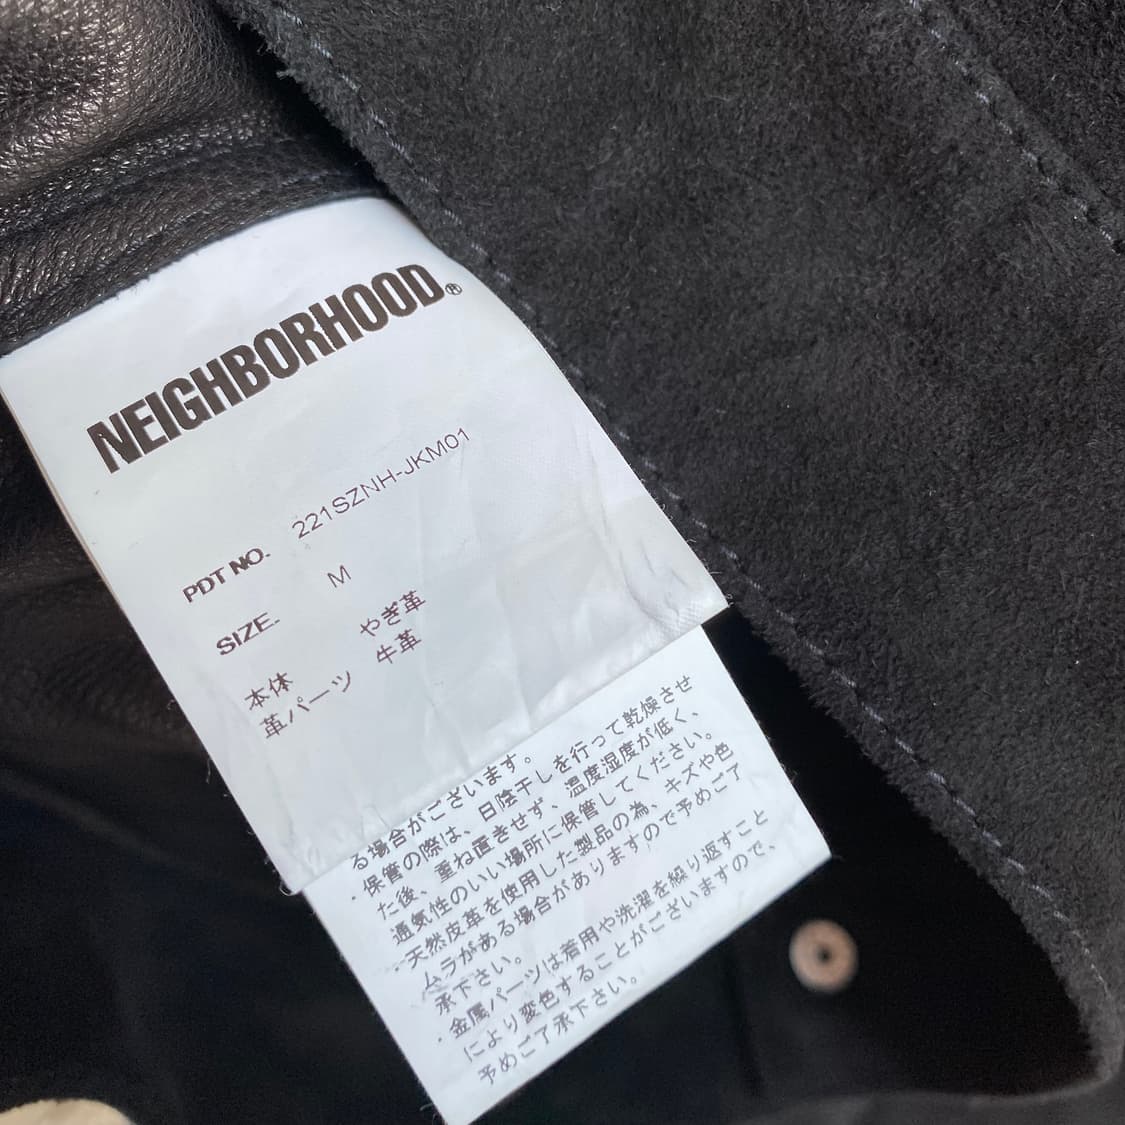 NEIGHBORHOOD®
PDT NO. 221SZNH-JKM01
SIZE. M
本体 やぎ革
革パーツ 牛革
る場合がございます。
・保管の際は、日陰干しを行って乾燥させ
た後、重ね置きせず、温度湿度が低く、
通気性のいい場所に保管してください。
・天然皮革を使用した製品の為、キズや色
ムラがある場合がありますので予めご了
承下さい。
・金属パーツは着用や洗濯を繰り返すこと
により変色することがございますので、
予めご了承下さい。